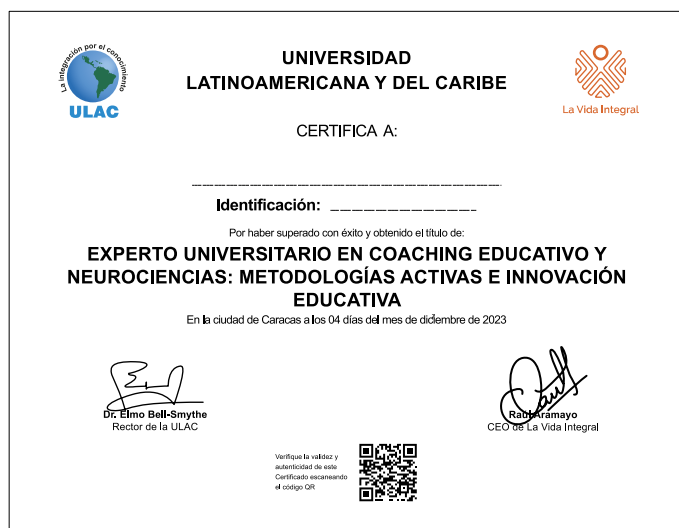 La integración por el conocimiento
ULAC
UNIVERSIDAD
LATINOAMERICANA Y DEL CARIBE
La Vida Integral
CERTIFICA A:
Identificación:
Por haber superado con éxito y obtenido el título de:
EXPERTO UNIVERSITARIO EN COACHING EDUCATIVO Y
NEUROCIENCIAS: METODOLOGÍAS ACTIVAS E INNOVACIÓN
EDUCATIVA
En la ciudad de Caracas a los 04 días del mes de diciembre de 2023
Dr. Elmo Bell-Smythe
Rector de la ULAC
Raúl Aramayo
CEO de La Vida Integral
Verifique la validez y
autenticidad de este
Certificado escaneando
el código QR